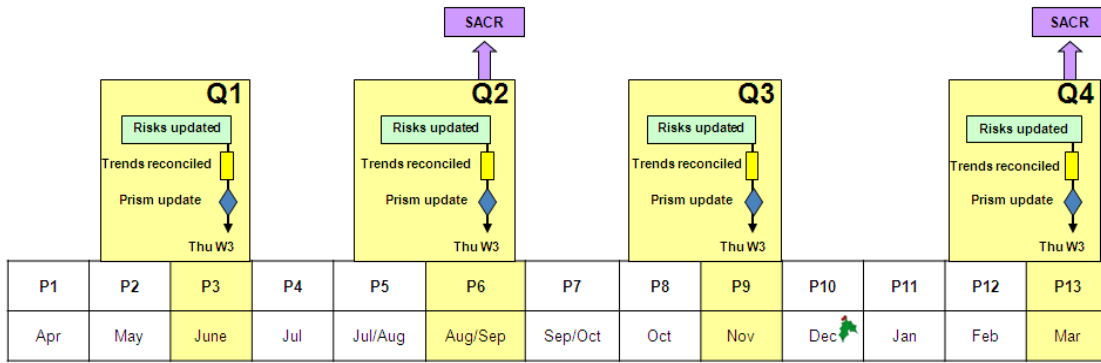 SACR
SACR
Q1
Risks updated
Trends reconciled
Prism update
Thu W3
Q2
Risks updated
Trends reconciled
Prism update
Thu W3
Q3
Risks updated
Trends reconciled
Prism update
Thu W3
Q4
Risks updated
Trends reconciled
Prism update
Thu W3
P1 P2 P3 P4 P5 P6 P7 P8 P9 P10 P11 P12 P13
Apr May June Jul Jul/Aug Aug/Sep Sep/Oct Oct Nov Dec Jan Feb Mar